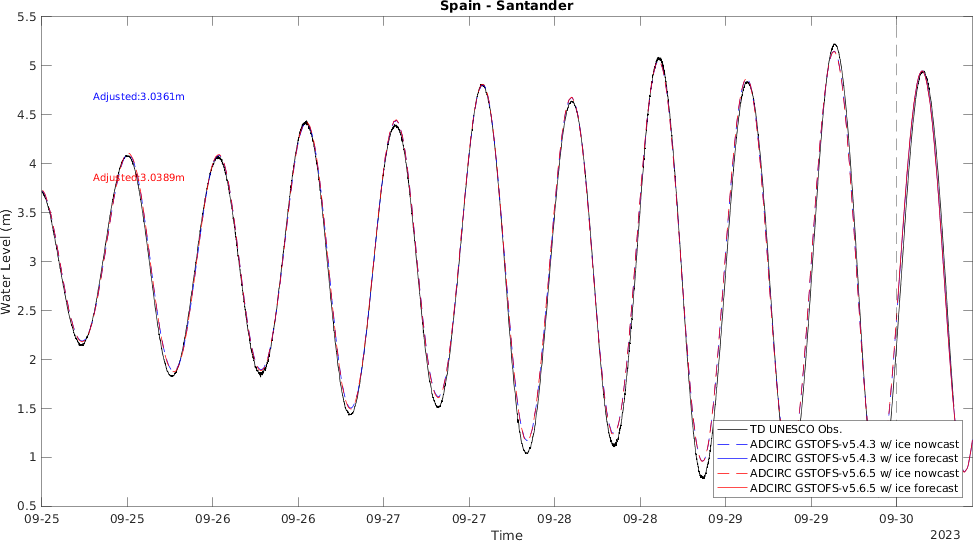 Spain - Santander
5.5
5
4.5
4
3.5
3
2.5
2
1.5
1
0.5
Water Level (m)
Adjusted:3.0361m
Adjusted:3.0389m
TD UNESCO Obs.
ADCIRC GSTOFS-v5.4.3 w/ ice nowcast
ADCIRC GSTOFS-v5.4.3 w/ ice forecast
ADCIRC GSTOFS-v5.6.5 w/ ice nowcast
ADCIRC GSTOFS-v5.6.5 w/ ice forecast
09-25 09-25 09-26 09-26 09-27 09-27 09-28 09-28 09-29 09-29 09-30
Time
2023